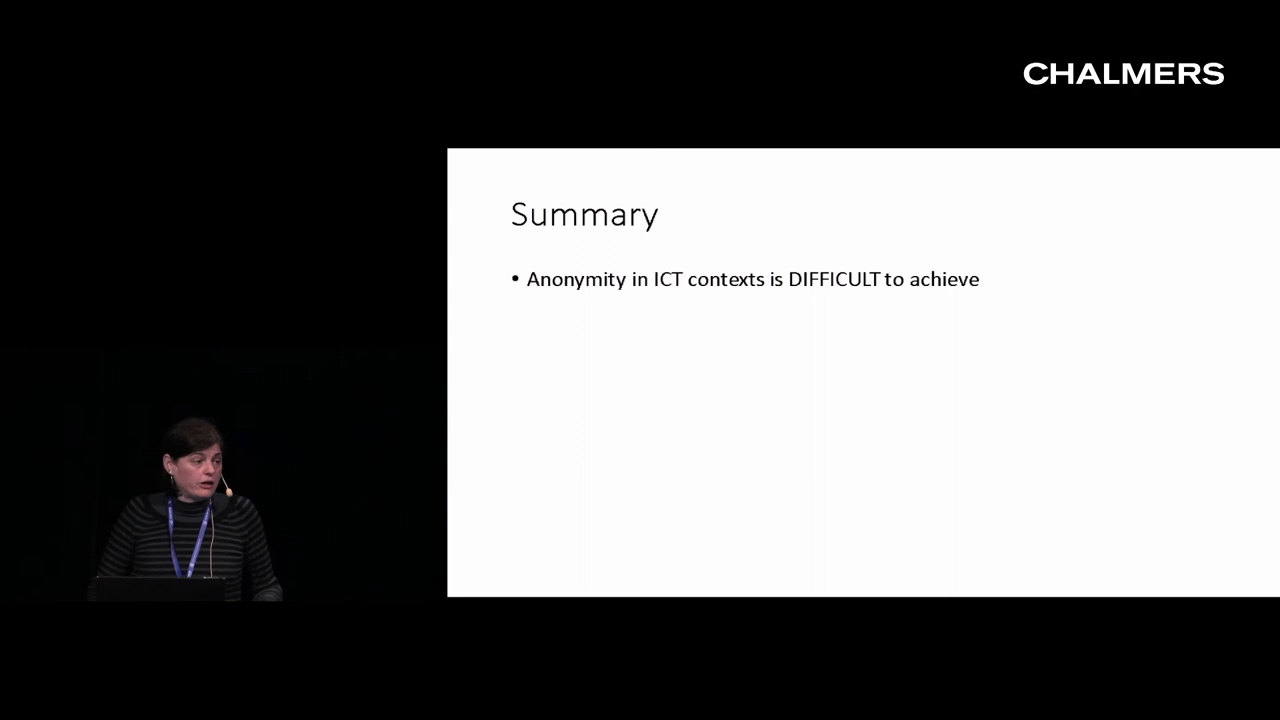 CHALMERS
Summary
• Anonymity in ICT contexts is DIFFICULT to achieve